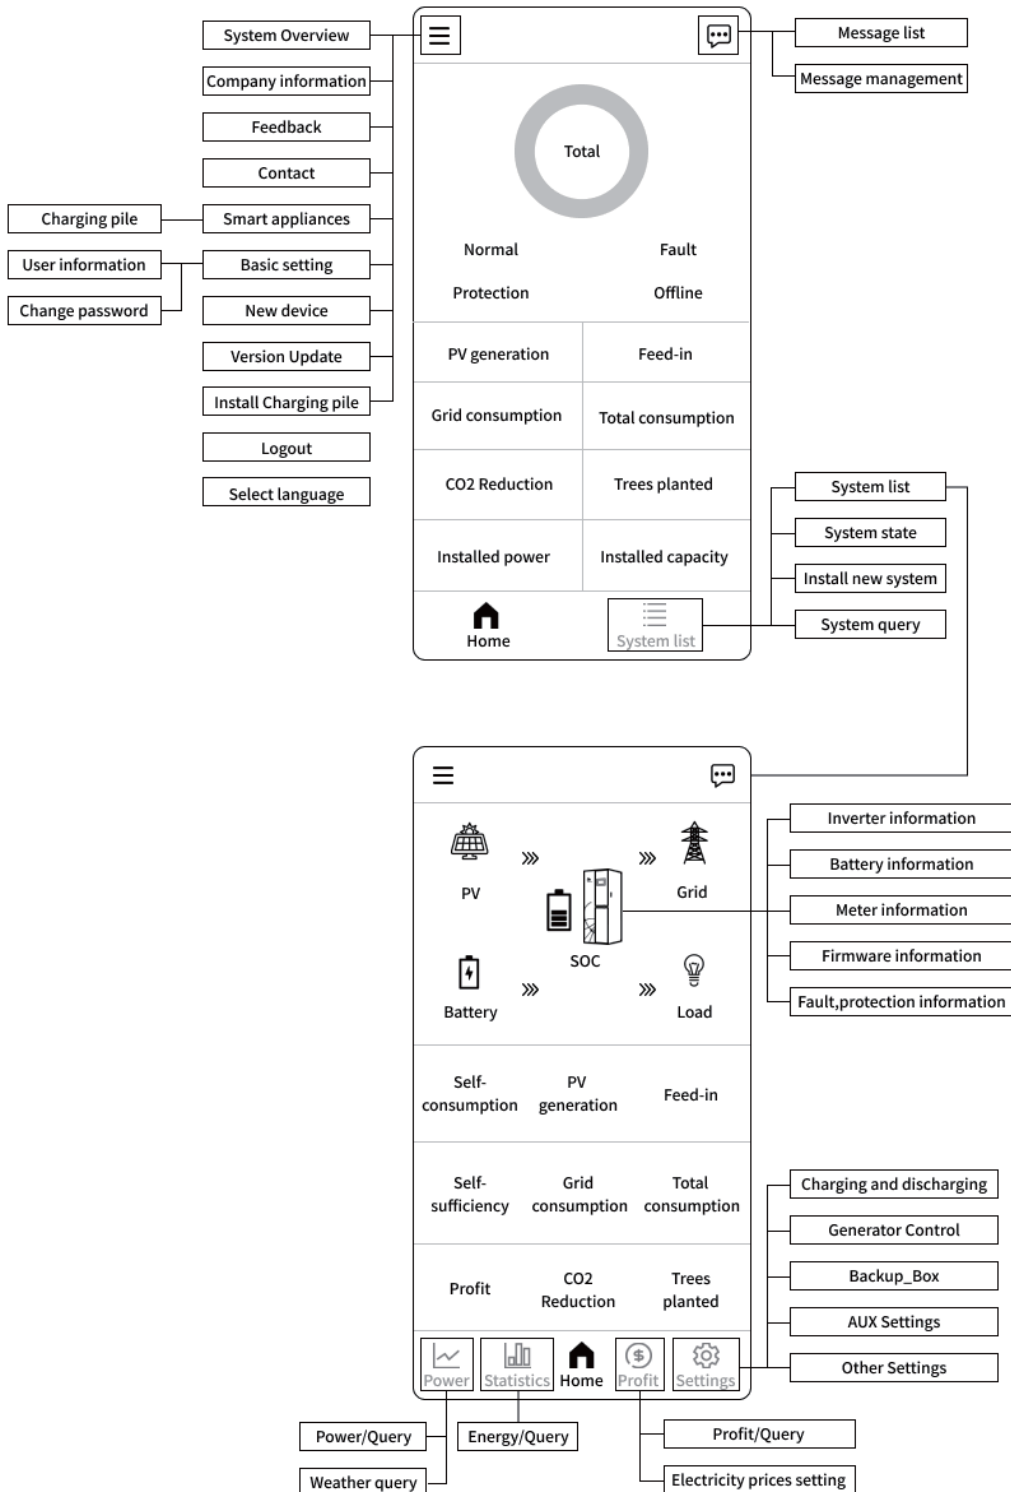 System Overview
Message list
Company information
Message management
Feedback
Contact
Charging pile
Smart appliances
User information
Basic setting
Change password
New device
Version Update
Install Charging pile
Logout
Select language
Total
Normal
Fault
Protection
Offline
PV generation
Feed-in
Grid consumption
Total consumption
CO2 Reduction
Trees planted
Installed power
Installed capacity
Home
System list
System list
System state
Install new system
System query
PV
Grid
SOC
Battery
Load
Inverter information
Battery information
Meter information
Firmware information
Fault,protection information
Self-
consumption
PV
generation
Feed-in
Self-
sufficiency
Grid
consumption
Total
consumption
Profit
CO2
Reduction
Trees
planted
Charging and discharging
Generator Control
Backup_Box
AUX Settings
Other Settings
Power
Statistics
Home
Profit
Settings
Power/Query
Energy/Query
Profit/Query
Weather query
Electricity prices setting